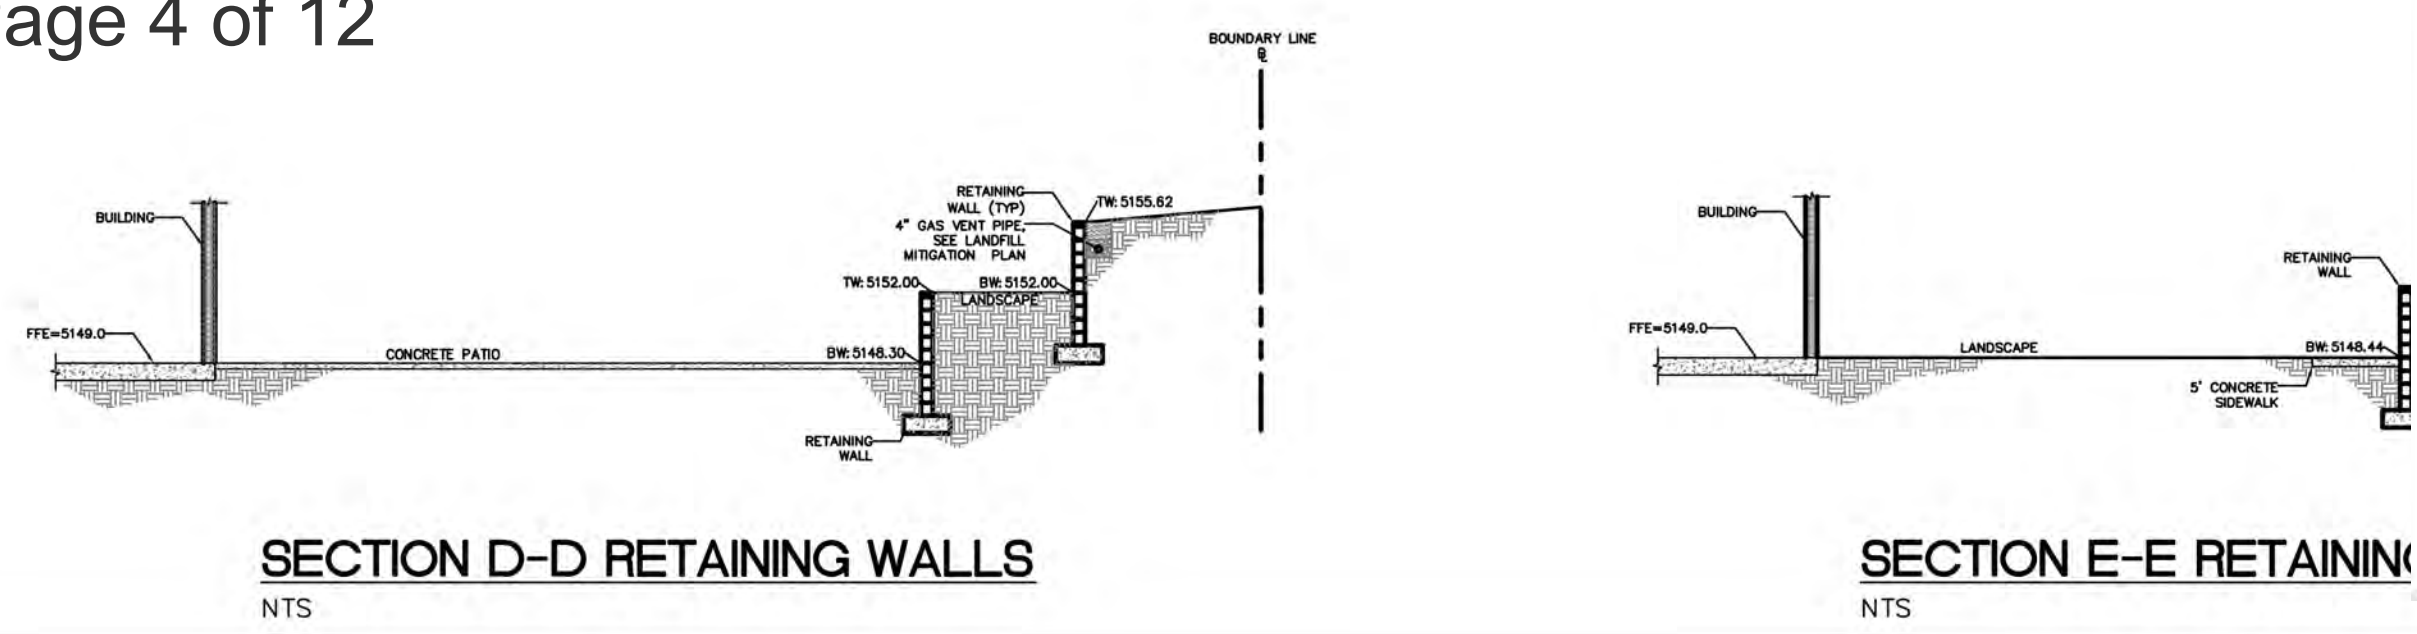 age 4 of 12
BOUNDARY LINE
RETAINING
WALL (TYP)
TW: 5155.62
4" GAS VENT PIPE,
SEE LANDFILL
MITIGATION PLAN
BUILDING
TW: 5152.00
BW: 5152.00
LANDSCAPE
FFE=5149.0
CONCRETE PATIO
BW: 5148.30
RETAINING
WALL
SECTION D-D RETAINING WALLS
NTS
BUILDING
RETAINING
WALL
FFE=5149.0
LANDSCAPE
BW: 5148.44
5' CONCRETE
SIDEWALK
SECTION E-E RETAINING
NTS